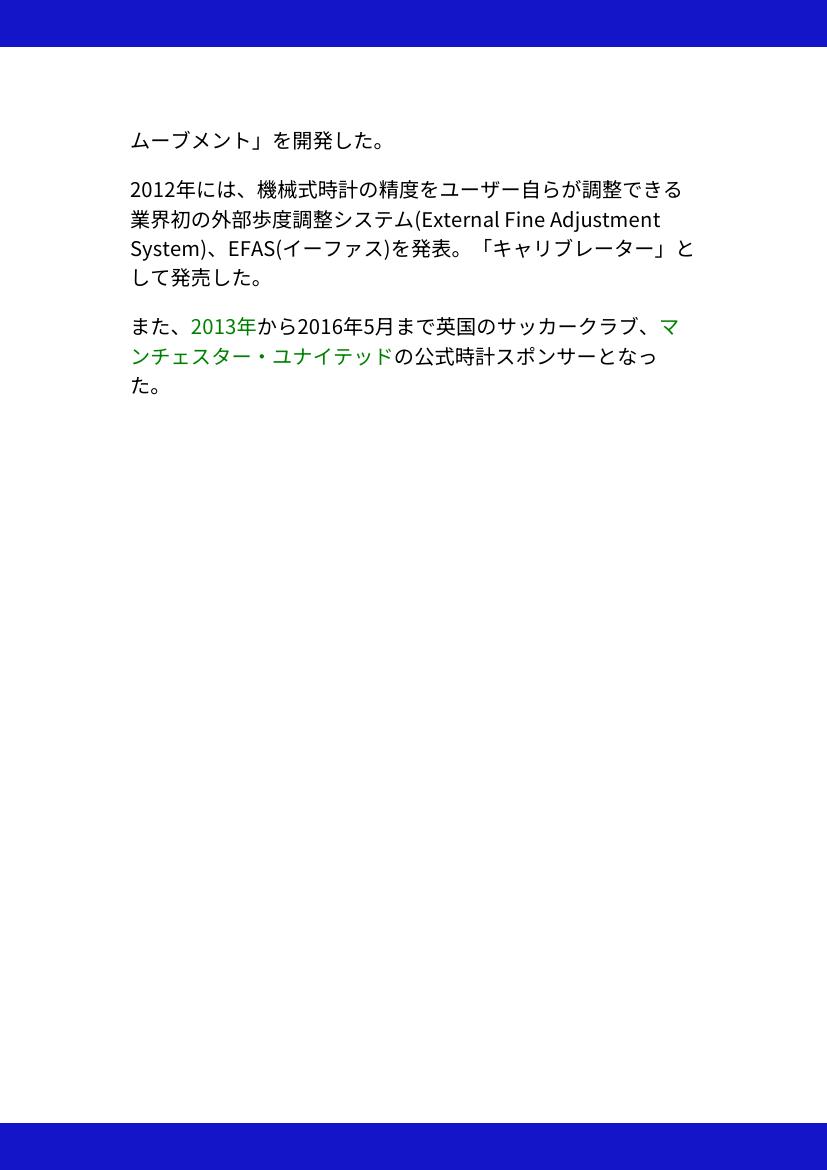 ムーブメント」を開発した。
2012年には、機械式時計の精度をユーザー自らが調整できる
業界初の外部歩度調整システム(External Fine Adjustment
System)、EFAS(イーファス)を発表。「キャリブレーター」と
して発売した。
また、2013年から2016年5月まで英国のサッカークラブ、マ
ンチェスター・ユナイテッドの公式時計スポンサーとなっ
た。